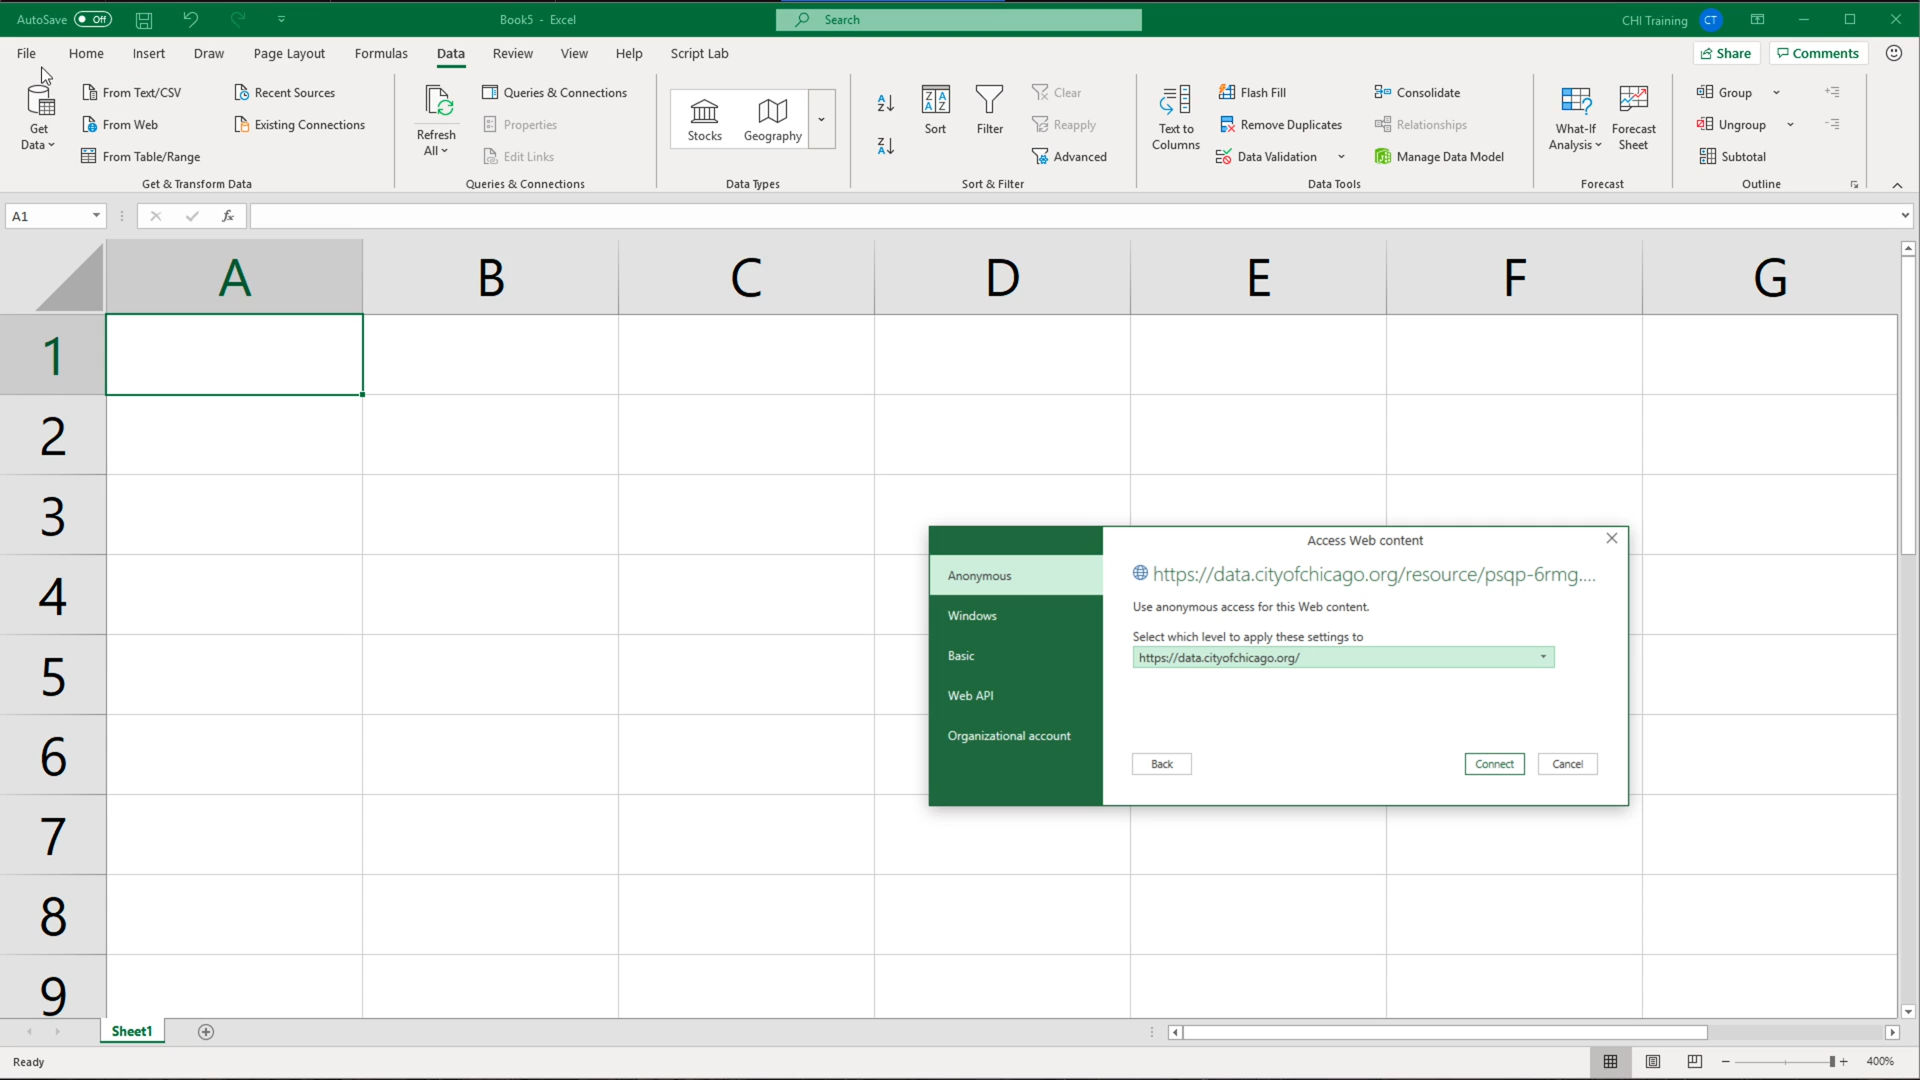 AutoSave Off Book5 - Excel Search CHI Training CT
File Home Insert Draw Page Layout Formulas Data Review View Help Script Lab Share Comments
Get Data
From Text/CSV
From Web
From Table/Range
Recent Sources
Existing Connections
Get & Transform Data
Refresh All
Queries & Connections
Properties
Edit Links
Queries & Connections
Stocks Geography
Data Types
Sort
Filter
Clear
Reapply
Advanced
Sort & Filter
Text to Columns
Flash Fill
Remove Duplicates
Data Validation
Consolidate
Relationships
Manage Data Model
Data Tools
What-If Analysis
Forecast Sheet
Forecast
Group
Ungroup
Subtotal
Outline
A1 fx
A B C D E F G
1
2
3
4
5
6
7
8
9
Access Web content
Anonymous
Windows
Basic
Web API
Organizational account
https://data.cityofchicago.org/resource/psqp-6rmg....
Use anonymous access for this Web content.
Select which level to apply these settings to
https://data.cityofchicago.org/
Back Connect Cancel
Sheet1
Ready 400%